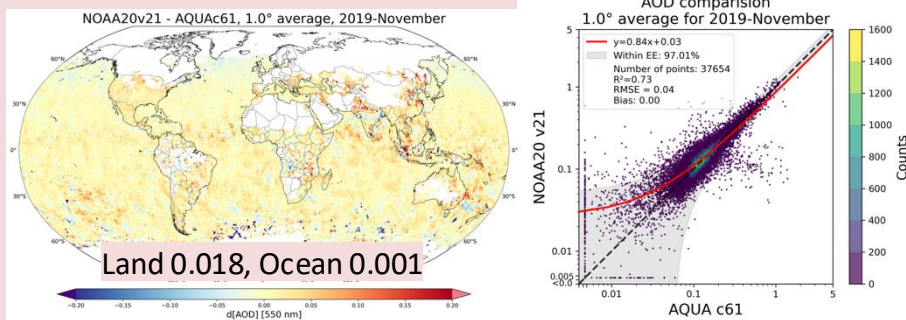 NOAA20v21 - AQUAc61, 1.0° average, 2019-November
60°N
60°N
30°N
30°N
0°
0°
30°S
30°S
60°S
60°S
Land 0.018, Ocean 0.001
−0.20 −0.15 −0.10 −0.05 0.00 0.05 0.10 0.15 0.20
d[AOD] [550 nm]
AOD comparision
1.0° average for 2019-November
y=0.84x+0.03
Within EE: 97.01%
Number of points: 37654
R²=0.73
RMSE = 0.04
Bias: 0.00
NOAA20 v21
5
1
0.1
0.01
0.005
<0.0
0.01 0.1 1 5
AQUA c61
1600
1400
1200
1000
800
600
400
200
0
Counts